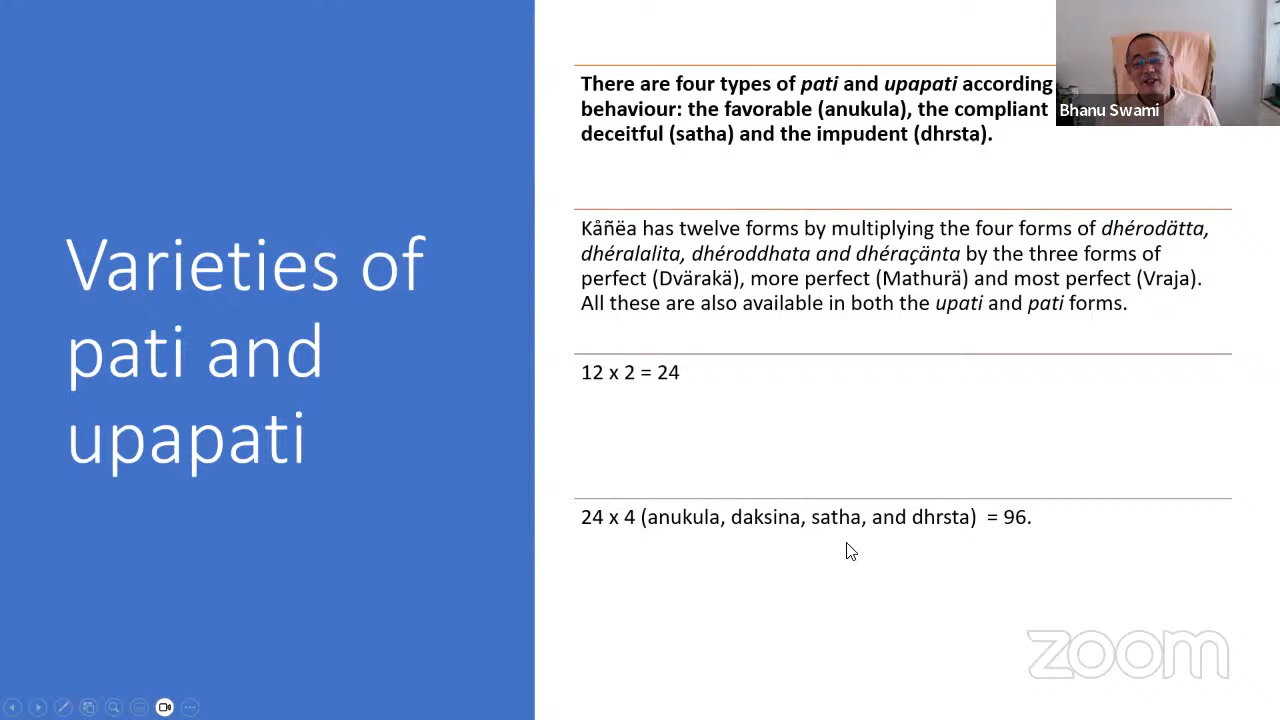 Varieties of
pati and
upapati
There are four types of pati and upapati according
behaviour: the favorable (anukula), the compliant
deceitful (satha) and the impudent (dhrsta).
Bhanu Swami
Kåñëa has twelve forms by multiplying the four forms of dhérodätta,
dhéralalita, dhéroddhata and dhéraçänta by the three forms of
perfect (Dvärakä), more perfect (Mathurä) and most perfect (Vraja).
All these are also available in both the upati and pati forms.
12 x 2 = 24
24 x 4 (anukula, daksina, satha, and dhrsta) = 96.
zoom